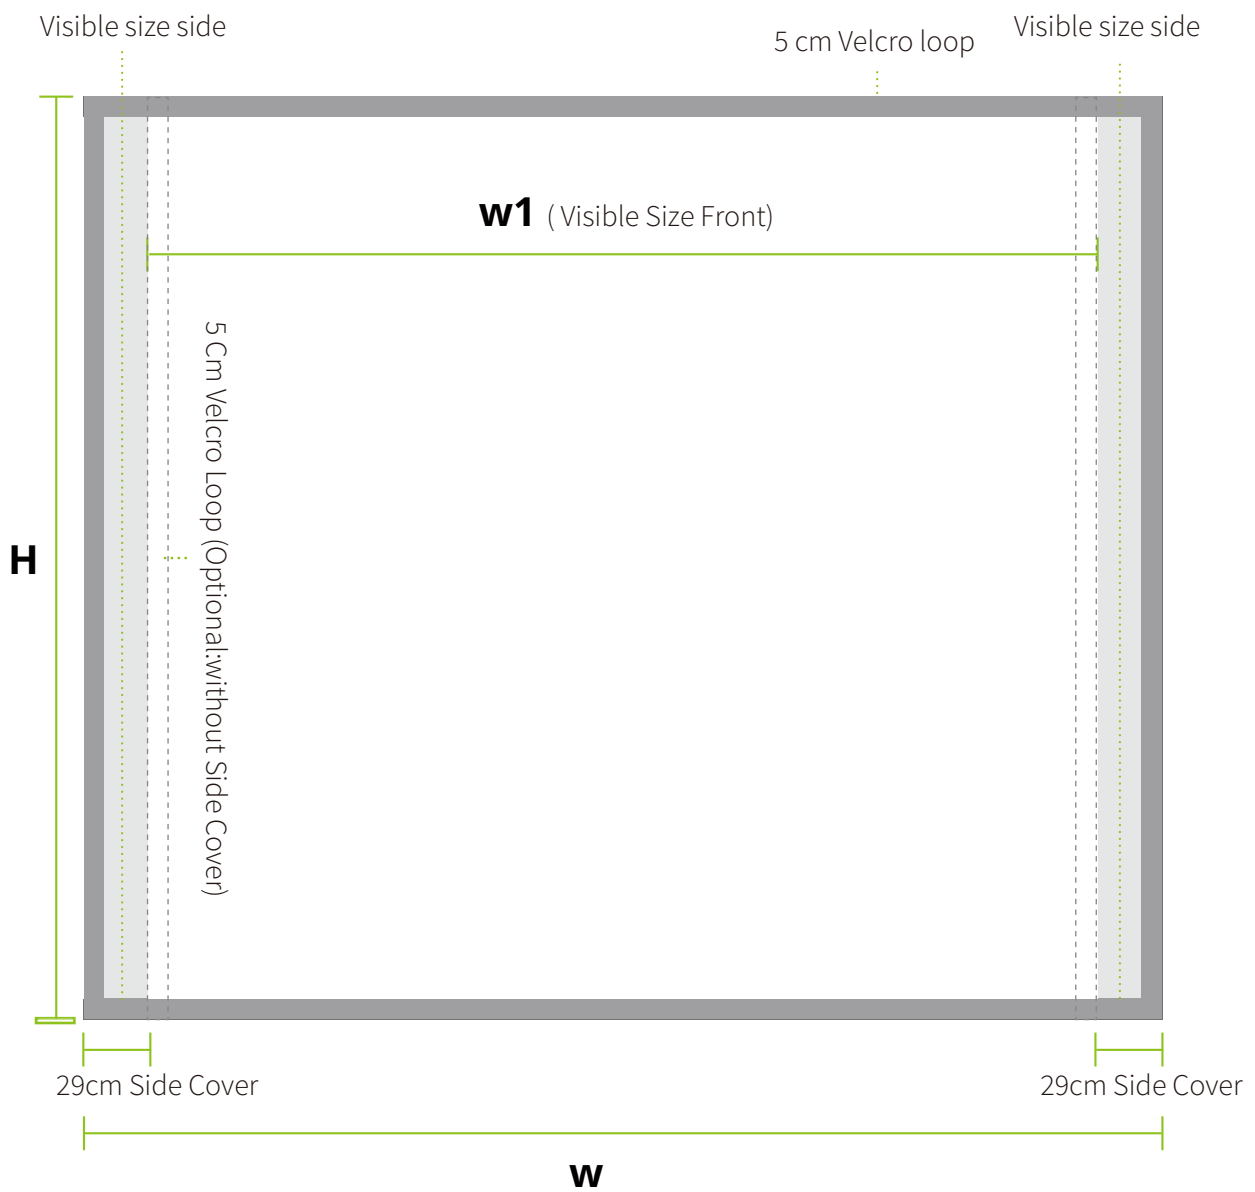 Visible size side
5 cm Velcro loop
Visible size side
w1 ( Visible Size Front)
5 Cm Velcro Loop (Optional:without Side Cover)
H
29cm Side Cover
29cm Side Cover
w